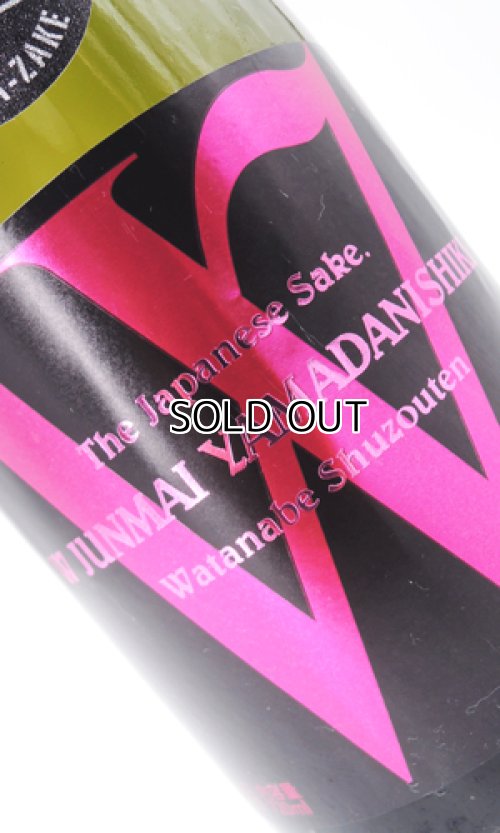 -ZAKE
W
The Japanese Sake.
W JUNMAI YAMADANISHIKI
Watanabe Shuzouten
SOLD OUT